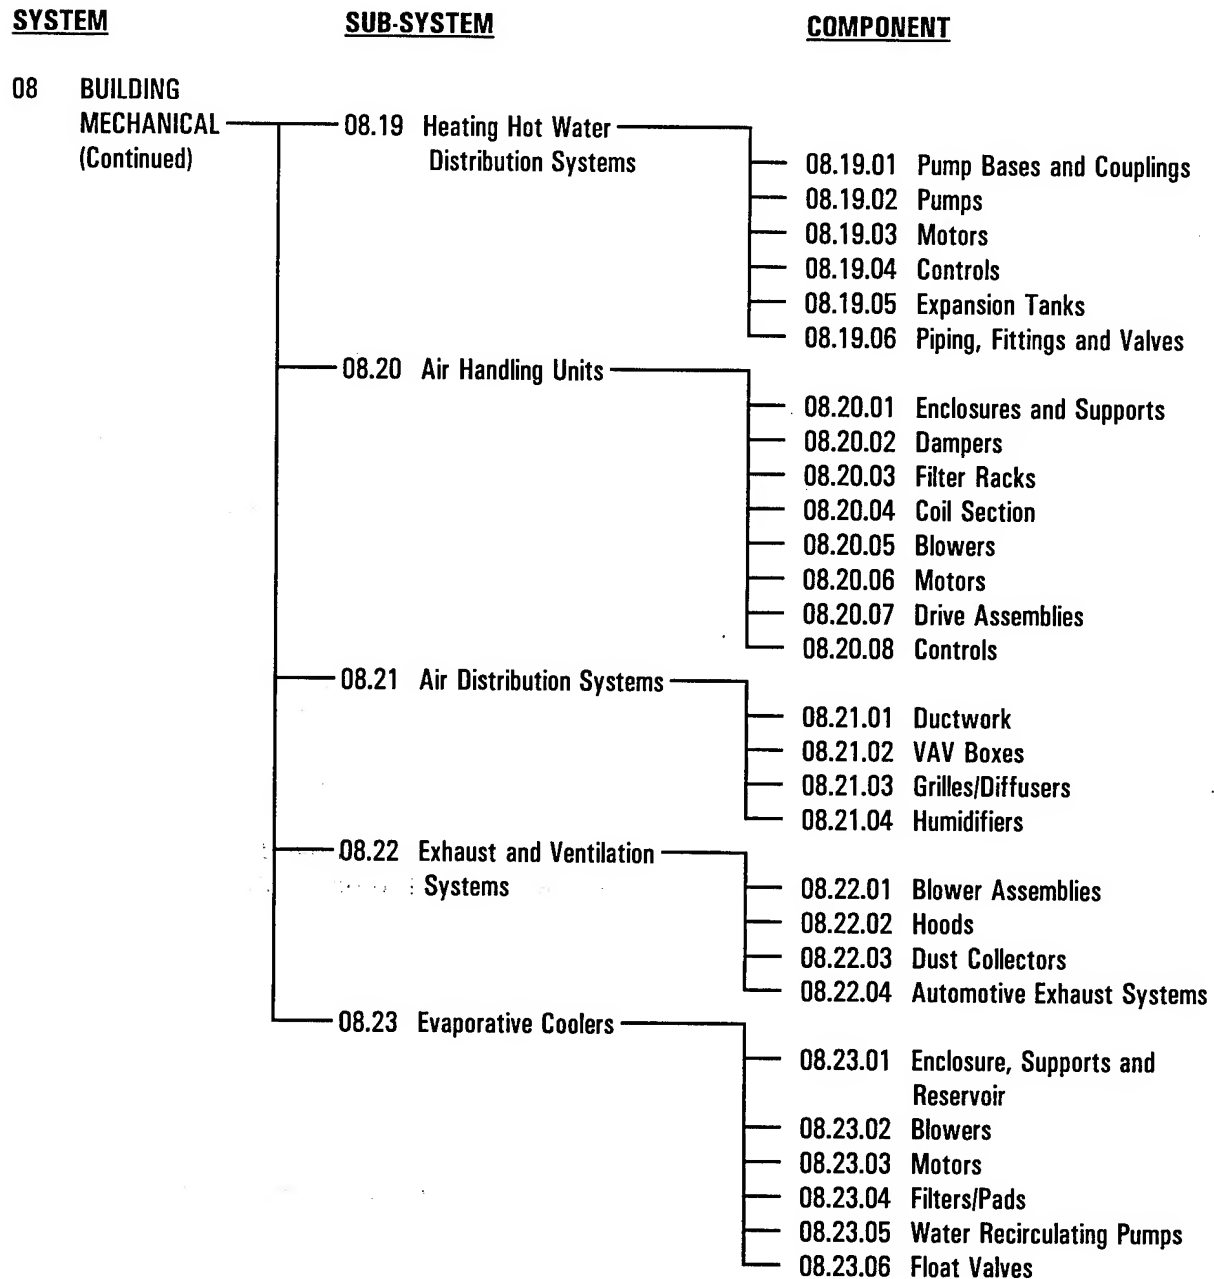 SYSTEM SUB-SYSTEM COMPONENT
08 BUILDING
MECHANICAL 08.19 Heating Hot Water
(Continued) Distribution Systems
08.19.01 Pump Bases and Couplings
08.19.02 Pumps
08.19.03 Motors
08.19.04 Controls
08.19.05 Expansion Tanks
08.19.06 Piping, Fittings and Valves
08.20 Air Handling Units
08.20.01 Enclosures and Supports
08.20.02 Dampers
08.20.03 Filter Racks
08.20.04 Coil Section
08.20.05 Blowers
08.20.06 Motors
08.20.07 Drive Assemblies
08.20.08 Controls
08.21 Air Distribution Systems
08.21.01 Ductwork
08.21.02 VAV Boxes
08.21.03 Grilles/Diffusers
08.21.04 Humidifiers
08.22 Exhaust and Ventilation
Systems
08.22.01 Blower Assemblies
08.22.02 Hoods
08.22.03 Dust Collectors
08.22.04 Automotive Exhaust Systems
08.23 Evaporative Coolers
08.23.01 Enclosure, Supports and
Reservoir
08.23.02 Blowers
08.23.03 Motors
08.23.04 Filters/Pads
08.23.05 Water Recirculating Pumps
08.23.06 Float Valves